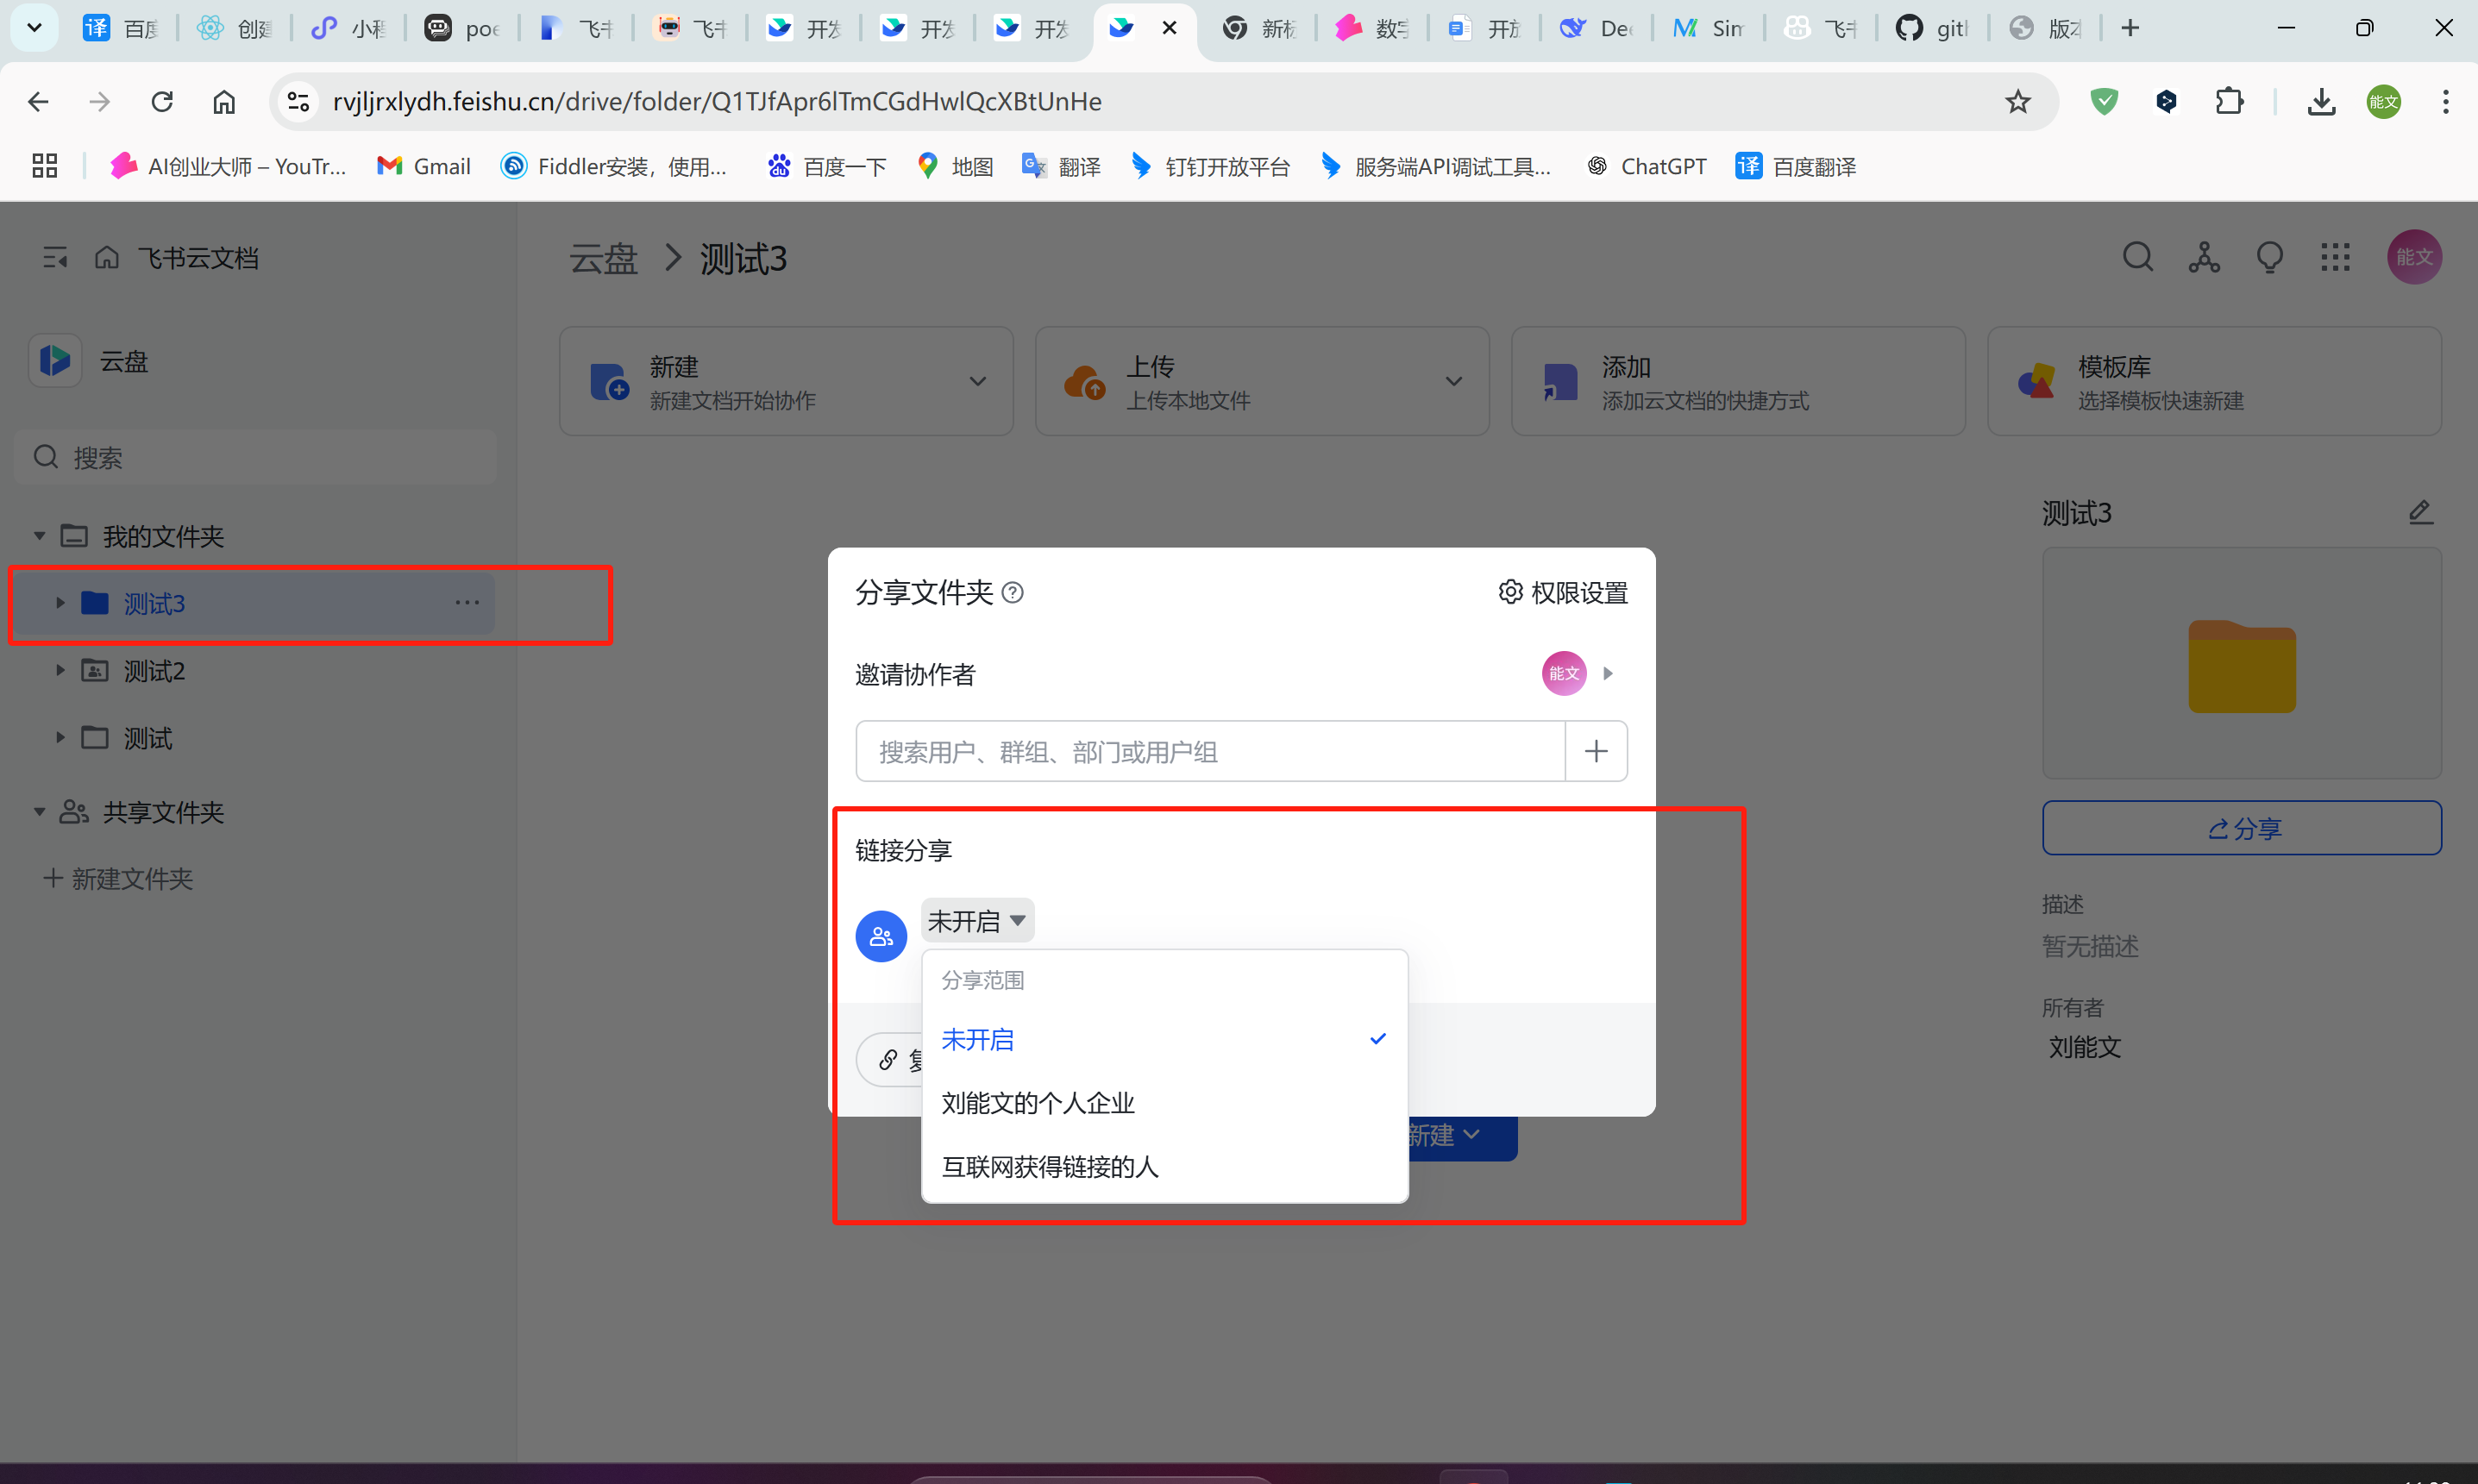 译 百度
创建
小程
poe
飞书
飞书
开发
开发
开发
新标
数字
开放
Dee
Sim
飞书
gith
版本
rvjljrxlydh.feishu.cn/drive/folder/Q1TJfApr6lTmCGdHwlQcXBtUnHe
能文
AI创业大师 – YouTr...
Gmail
Fiddler安装，使用...
百度一下
地图
翻译
钉钉开放平台
服务端API调试工具...
ChatGPT
译 百度翻译
飞书云文档
云盘 > 测试3
能文
云盘
新建
新建文档开始协作
上传
上传本地文件
添加
添加云文档的快捷方式
模板库
选择模板快速新建
搜索
我的文件夹
测试3
测试2
测试
共享文件夹
新建文件夹
分享文件夹
权限设置
邀请协作者
能文
搜索用户、群组、部门或用户组
链接分享
未开启
分享范围
未开启
刘能文的个人企业
互联网获得链接的人
新建
测试3
分享
描述
暂无描述
所有者
刘能文